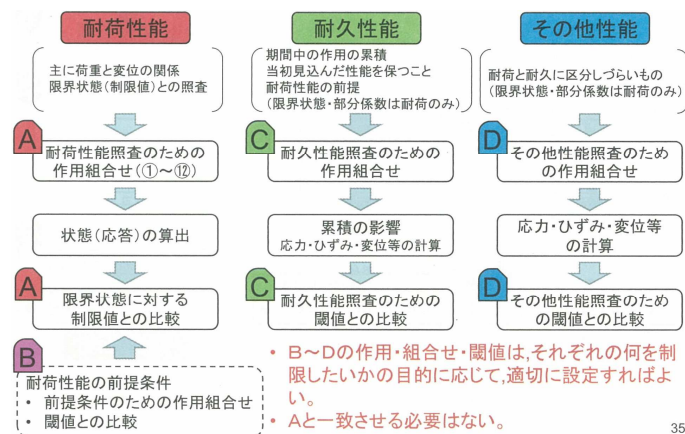 耐荷性能
主に荷重と変位の関係
限界状態(制限値)との照査
A
耐荷性能照査のための
作用組合せ(①~⑫)
状態(応答)の算出
A
限界状態に対する
制限値との比較
B
耐荷性能の前提条件
• 前提条件のための作用組合せ
• 閾値との比較
耐久性能
期間中の作用の累積
当初見込んだ性能を保つこと
耐荷性能の前提
(限界状態・部分係数は耐荷のみ)
C
耐久性能照査のための
作用組合せ
累積の影響
応力・ひずみ・変位等の計算
C
耐久性能照査のための
閾値との比較
その他性能
耐荷と耐久に区分しづらいもの
(限界状態・部分係数は耐荷のみ)
D
その他性能照査のため
の作用組合せ
応力・ひずみ・変位等
の計算
D
その他性能照査のため
の閾値との比較
• B~Dの作用・組合せ・閾値は,それぞれの何を制
限したいかの目的に応じて,適切に設定すればよ
い。
• Aと一致させる必要はない。
35